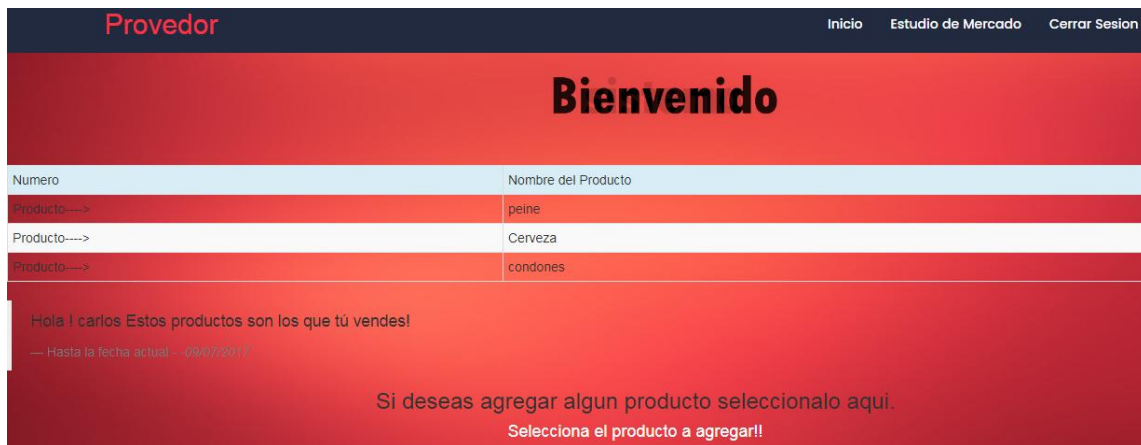 Provedor
Inicio Estudio de Mercado Cerrar Sesion
Bienvenido
Numero Nombre del Producto
Producto----> peine
Producto----> Cerveza
Producto----> condones
Hola ! carlos Estos productos son los que tú vendes!
— Hasta la fecha actual - -09/07/2017
Si deseas agregar algun producto seleccionalo aqui.
Selecciona el producto a agregar!!